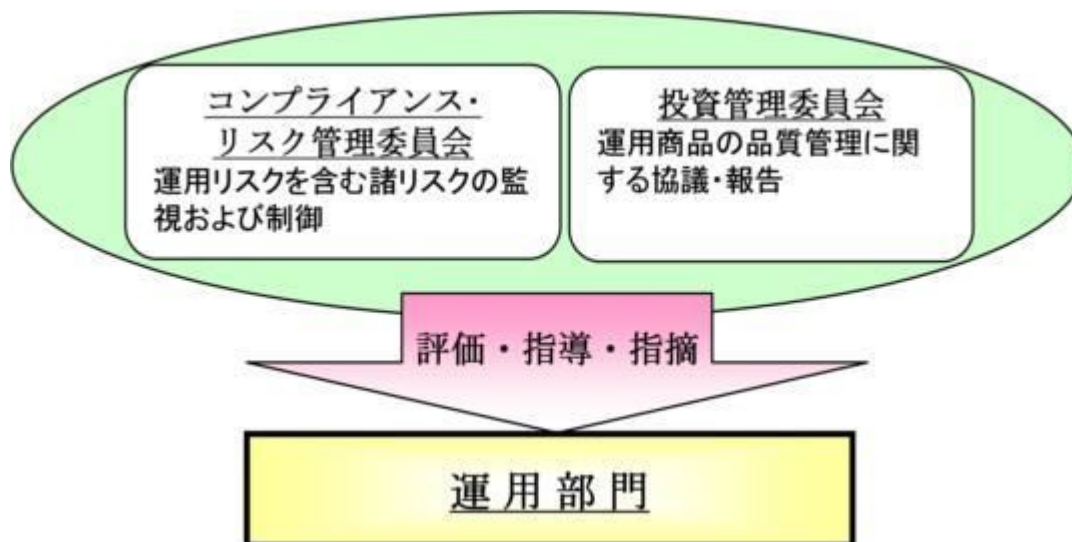 コンプライアンス・
リスク管理委員会
運用リスクを含む諸リスクの監
視および制御
投資管理委員会
運用商品の品質管理に関
する協議・報告
評価・指導・指摘
運用部門